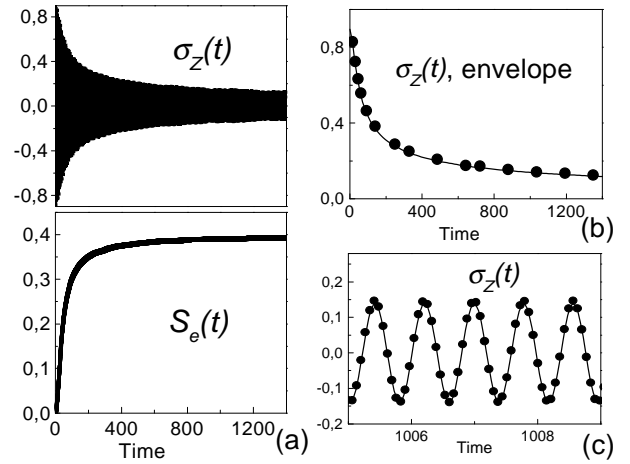 0,8
0,4
0,0
-0,4
-0,8
σZ(t)
0,4
0,3
0,2
0,1
0,0
Se(t)
0 400 800 1200
Time
(a)
0,8
0,4
0,0
σZ(t), envelope
0 400 800 1200
Time
(b)
0,2
0,1
0,0
-0,1
-0,2
σZ(t)
1006 1008
Time
(c)